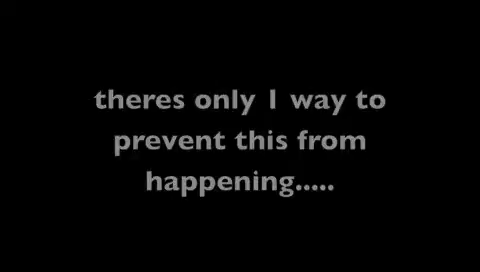 theres only 1 way to
prevent this from
happening.....